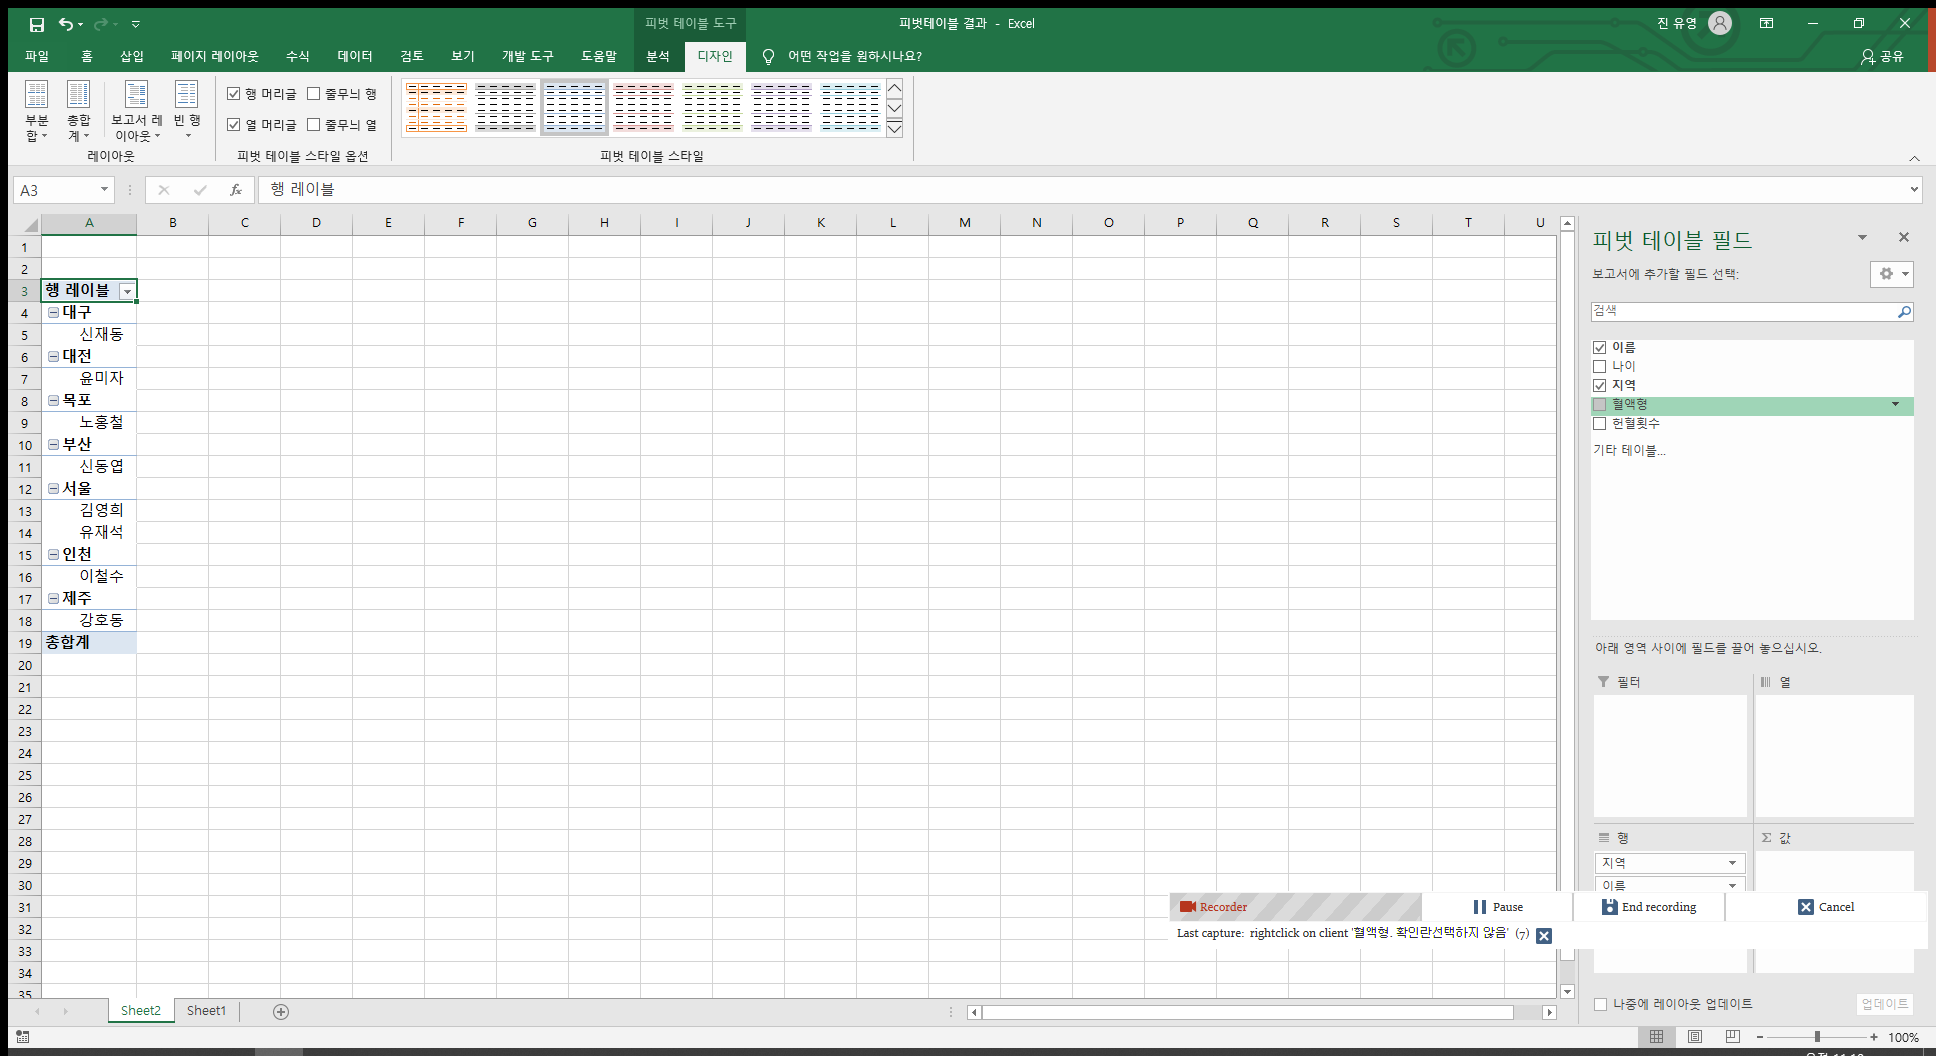 피벗 테이블 도구
피벗테이블 결과 - Excel
진 유영
파일 홈 삽입 페이지 레이아웃 수식 데이터 검토 보기 개발 도구 도움말 분석 디자인 어떤 작업을 원하시나요? 공유
부분합 총합계 보고서 레이아웃 빈 행
레이아웃
행 머리글 줄무늬 행
열 머리글 줄무늬 열
피벗 테이블 스타일 옵션
피벗 테이블 스타일
A3 fx 행 레이블
A B C D E F G H I J K L M N O P Q R S T U
1
2
3 행 레이블
4 대구
5 신재동
6 대전
7 윤미자
8 목포
9 노홍철
10 부산
11 신동엽
12 서울
13 김영희
14 유재석
15 인천
16 이철수
17 제주
18 강호동
19 총합계
20
21
22
23
24
25
26
27
28
29
30
31
32
33
34
35
피벗 테이블 필드
보고서에 추가할 필드 선택:
검색
이름
나이
지역
혈액형
헌혈횟수
기타 테이블...
아래 영역 사이에 필드를 끌어 놓으십시오.
필터 열
행 Σ 값
지역
이름
Recorder Pause End recording Cancel
Last capture: rightclick on client '혈액형. 확인란선택하지 않음' (7)
나중에 레이아웃 업데이트 업데이트
Sheet2 Sheet1
100%